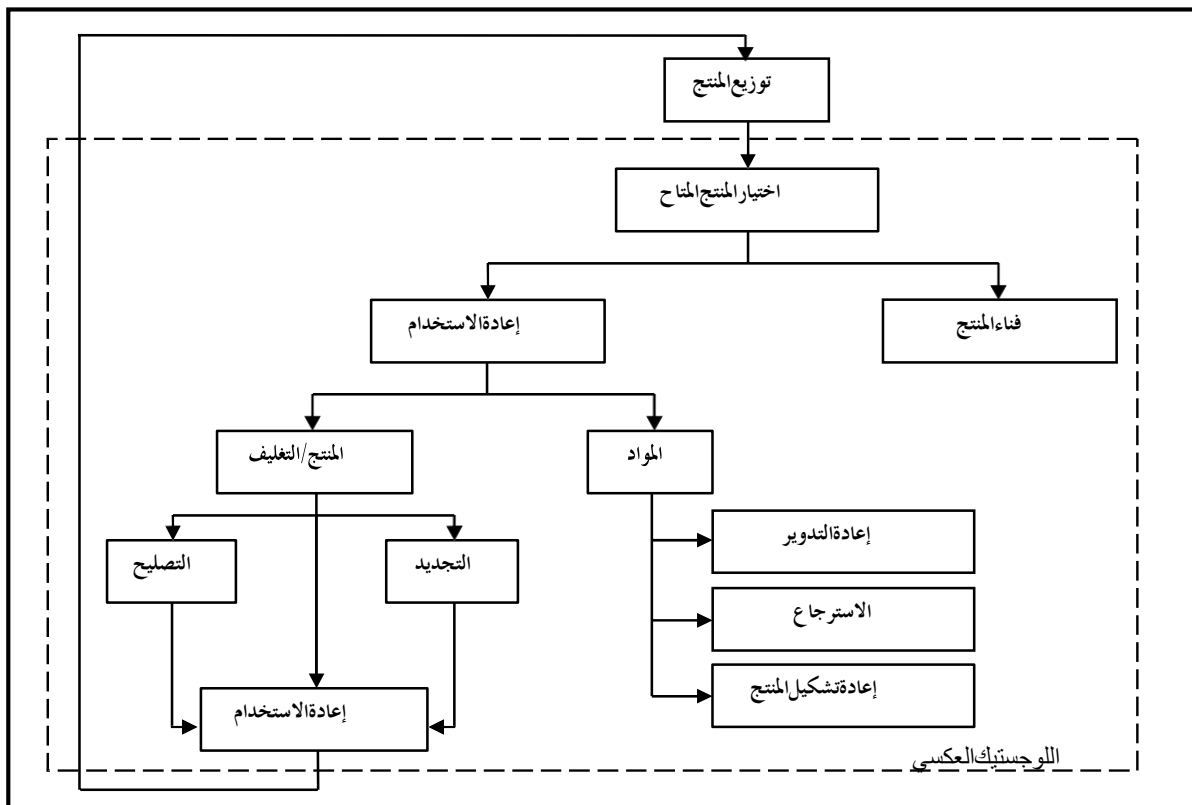 توزيع المنتج
اختيار المنتج المتاح
إعادة الاستخدام
فناء المنتج
المنتج/التغليف
المواد
التصليح
التجديد
إعادة التدوير
الاسترجاع
إعادة تشكيل المنتج
إعادة الاستخدام
اللوجستيك العكسي